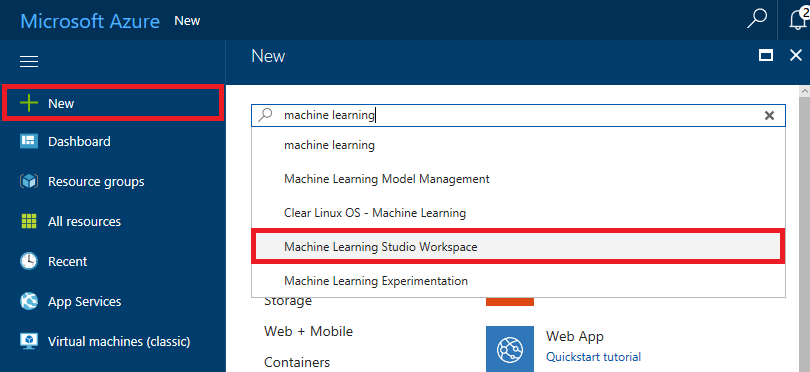 Microsoft Azure New
2
New
New
machine learning
Dashboard
machine learning
Resource groups
Machine Learning Model Management
All resources
Clear Linux OS - Machine Learning
Machine Learning Studio Workspace
Recent
Machine Learning Experimentation
App Services
Storage
Web + Mobile
Web App
Virtual machines (classic)
Quickstart tutorial
Containers